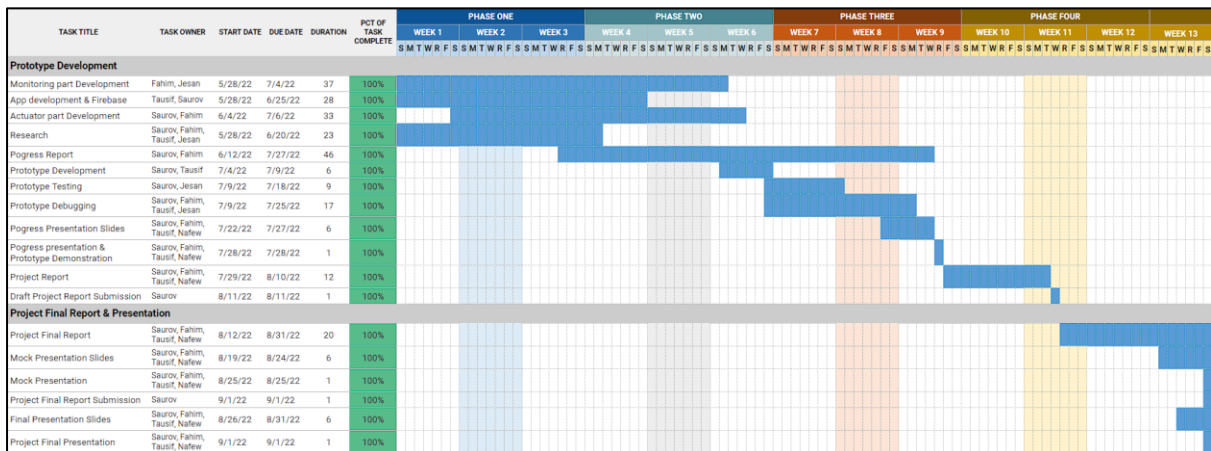 PHASE ONE PHASE TWO PHASE THREE PHASE FOUR
TASK TITLE TASK OWNER START DATE DUE DATE DURATION PCT OF TASK COMPLETE WEEK 1 WEEK 2 WEEK 3 WEEK 4 WEEK 5 WEEK 6 WEEK 7 WEEK 8 WEEK 9 WEEK 10 WEEK 11 WEEK 12 WEEK 13
S M T W R F S S M T W R F S S M T W R F S S M T W R F S S M T W R F S S M T W R F S S M T W R F S S M T W R F S S M T W R F S S M T W R F S S M T W R F S S M T W R F S S M T W R F S
Prototype Development
Monitoring part Development Fahim, Jesan 5/28/22 7/4/22 37 100%
App development & Firebase Tausif, Saurov 5/28/22 6/25/22 28 100%
Actuator part Development Saurov, Fahim 6/4/22 7/6/22 33 100%
Research Saurov, Fahim, Tausif, Jesan 5/28/22 6/20/22 23 100%
Pogress Report Saurov, Fahim 6/12/22 7/27/22 46 100%
Prototype Development Saurov, Tausif 7/4/22 7/9/22 6 100%
Prototype Testing Saurov, Jesan 7/9/22 7/18/22 9 100%
Prototype Debugging Saurov, Fahim, Tausif, Jesan 7/9/22 7/25/22 17 100%
Pogress Presentation Slides Saurov, Fahim, Tausif, Nafew 7/22/22 7/27/22 6 100%
Pogress presentation & Prototype Demonstration Saurov, Fahim, Tausif, Nafew 7/28/22 7/28/22 1 100%
Project Report Saurov, Fahim, Tausif, Nafew 7/29/22 8/10/22 12 100%
Draft Project Report Submission Saurov 8/11/22 8/11/22 1 100%
Project Final Report & Presentation
Project Final Report Saurov, Fahim, Tausif, Nafew 8/12/22 8/31/22 20 100%
Mock Presentation Slides Saurov, Fahim, Tausif, Nafew 8/19/22 8/24/22 6 100%
Mock Presentation Saurov, Fahim, Tausif, Nafew 8/25/22 8/25/22 1 100%
Project Final Report Submission Saurov 9/1/22 9/1/22 1 100%
Final Presentation Slides Saurov, Fahim, Tausif, Nafew 8/26/22 8/31/22 6 100%
Project Final Presentation Saurov, Fahim, Tausif, Nafew 9/1/22 9/1/22 1 100%